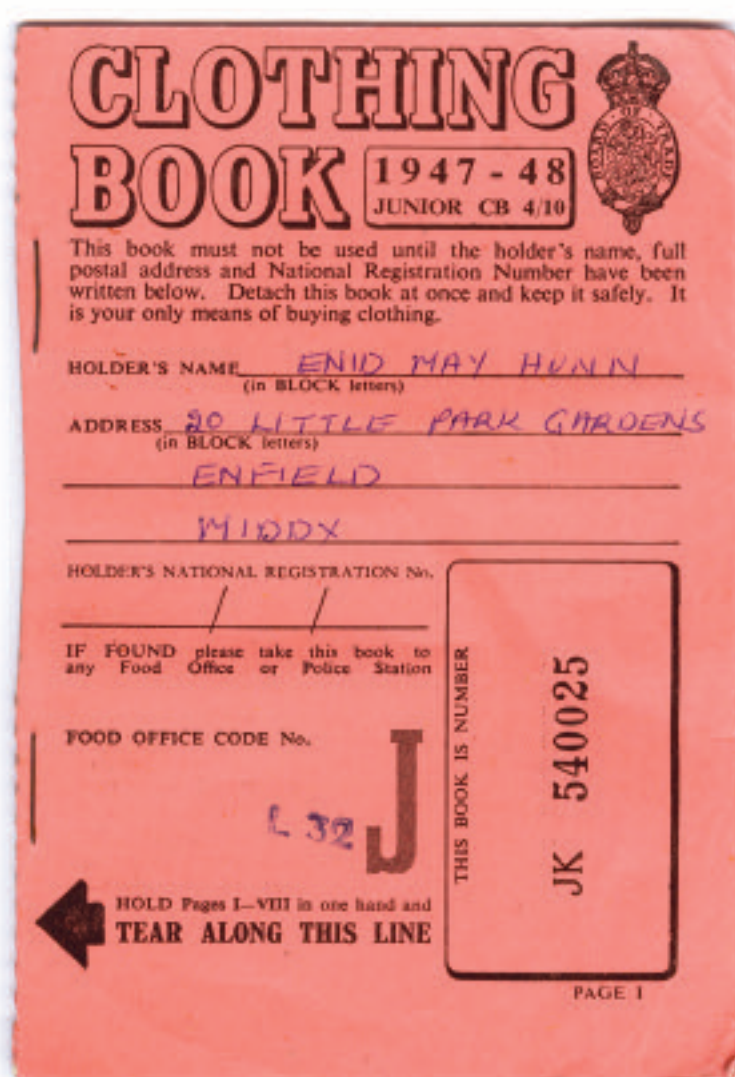 CLOTHING
BOOK
1947 - 48
JUNIOR CB 4/10
BOARD OF TRADE
This book must not be used until the holder's name, full
postal address and National Registration Number have been
written below. Detach this book at once and keep it safely. It
is your only means of buying clothing.
HOLDER'S NAME ENID MAY HUNN
(in BLOCK letters)
ADDRESS 20 LITTLE PARK GARDENS
(in BLOCK letters)
ENFIELD
MIDDX
HOLDER'S NATIONAL REGISTRATION No.
/ /
IF FOUND please take this book to
any Food Office or Police Station
FOOD OFFICE CODE No.
L 32
J
THIS BOOK IS NUMBER
JK 540025
HOLD Pages I—VIII in one hand and
TEAR ALONG THIS LINE
PAGE I